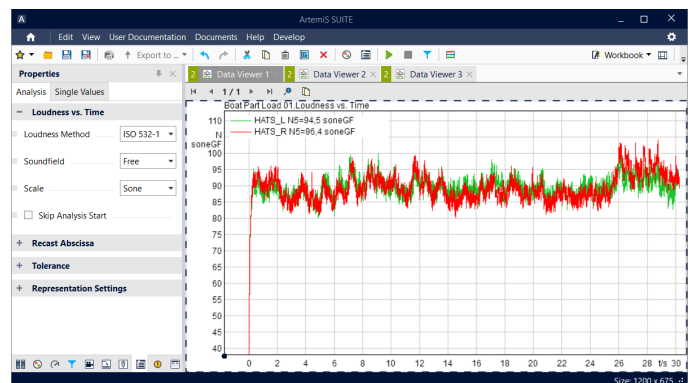 A ArtemiS SUITE
Edit View User Documentation Documents Help Develop
Export to ... Workbook
Properties
2 Data Viewer 1 2 Data Viewer 2 2 Data Viewer 3
Analysis Single Values
1 / 1
Loudness vs. Time
Loudness Method ISO 532-1
Soundfield Free
Scale Sone
Skip Analysis Start
Recast Abscissa
Tolerance
Representation Settings
Boat Part Load 01.Loudness vs. Time
HATS_L N5=94,5 soneGF
HATS_R N5=96,4 soneGF
110
N
soneGF
100
95
90
85
80
75
70
65
60
55
50
45
40
0 2 4 6 8 10 12 14 16 18 20 22 24 26 28 t/s 30
Size: 1200 x 675